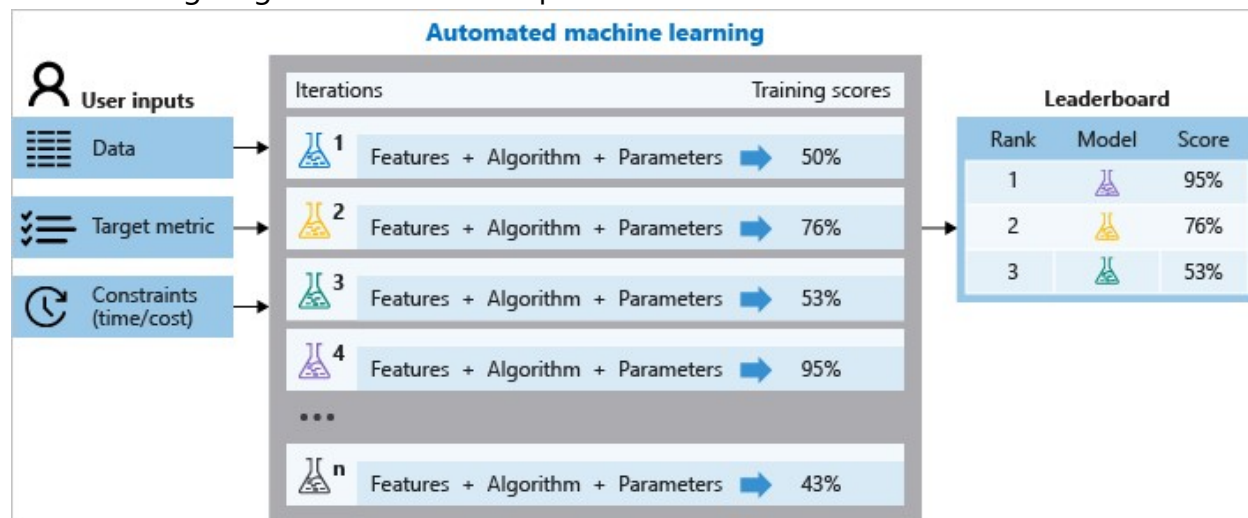 Automated machine learning
User inputs
Data
Target metric
Constraints
(time/cost)
Iterations Training scores
1 Features + Algorithm + Parameters 50%
2 Features + Algorithm + Parameters 76%
3 Features + Algorithm + Parameters 53%
4 Features + Algorithm + Parameters 95%
...
n Features + Algorithm + Parameters 43%
Leaderboard
Rank Model Score
1 95%
2 76%
3 53%